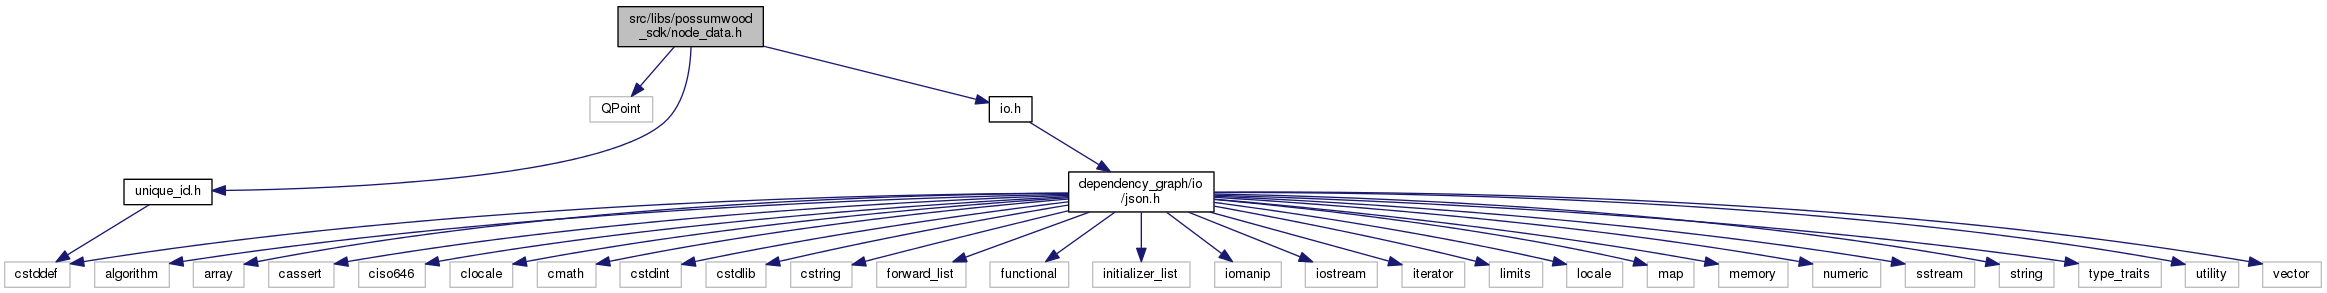 src/libs/possumwood
_sdk/node_data.h
QPoint
io.h
unique_id.h
dependency_graph/io
/json.h
cstddef
algorithm
array
cassert
ciso646
clocale
cmath
cstdint
cstdlib
cstring
forward_list
functional
initializer_list
iomanip
iostream
iterator
limits
locale
map
memory
numeric
sstream
string
type_traits
utility
vector